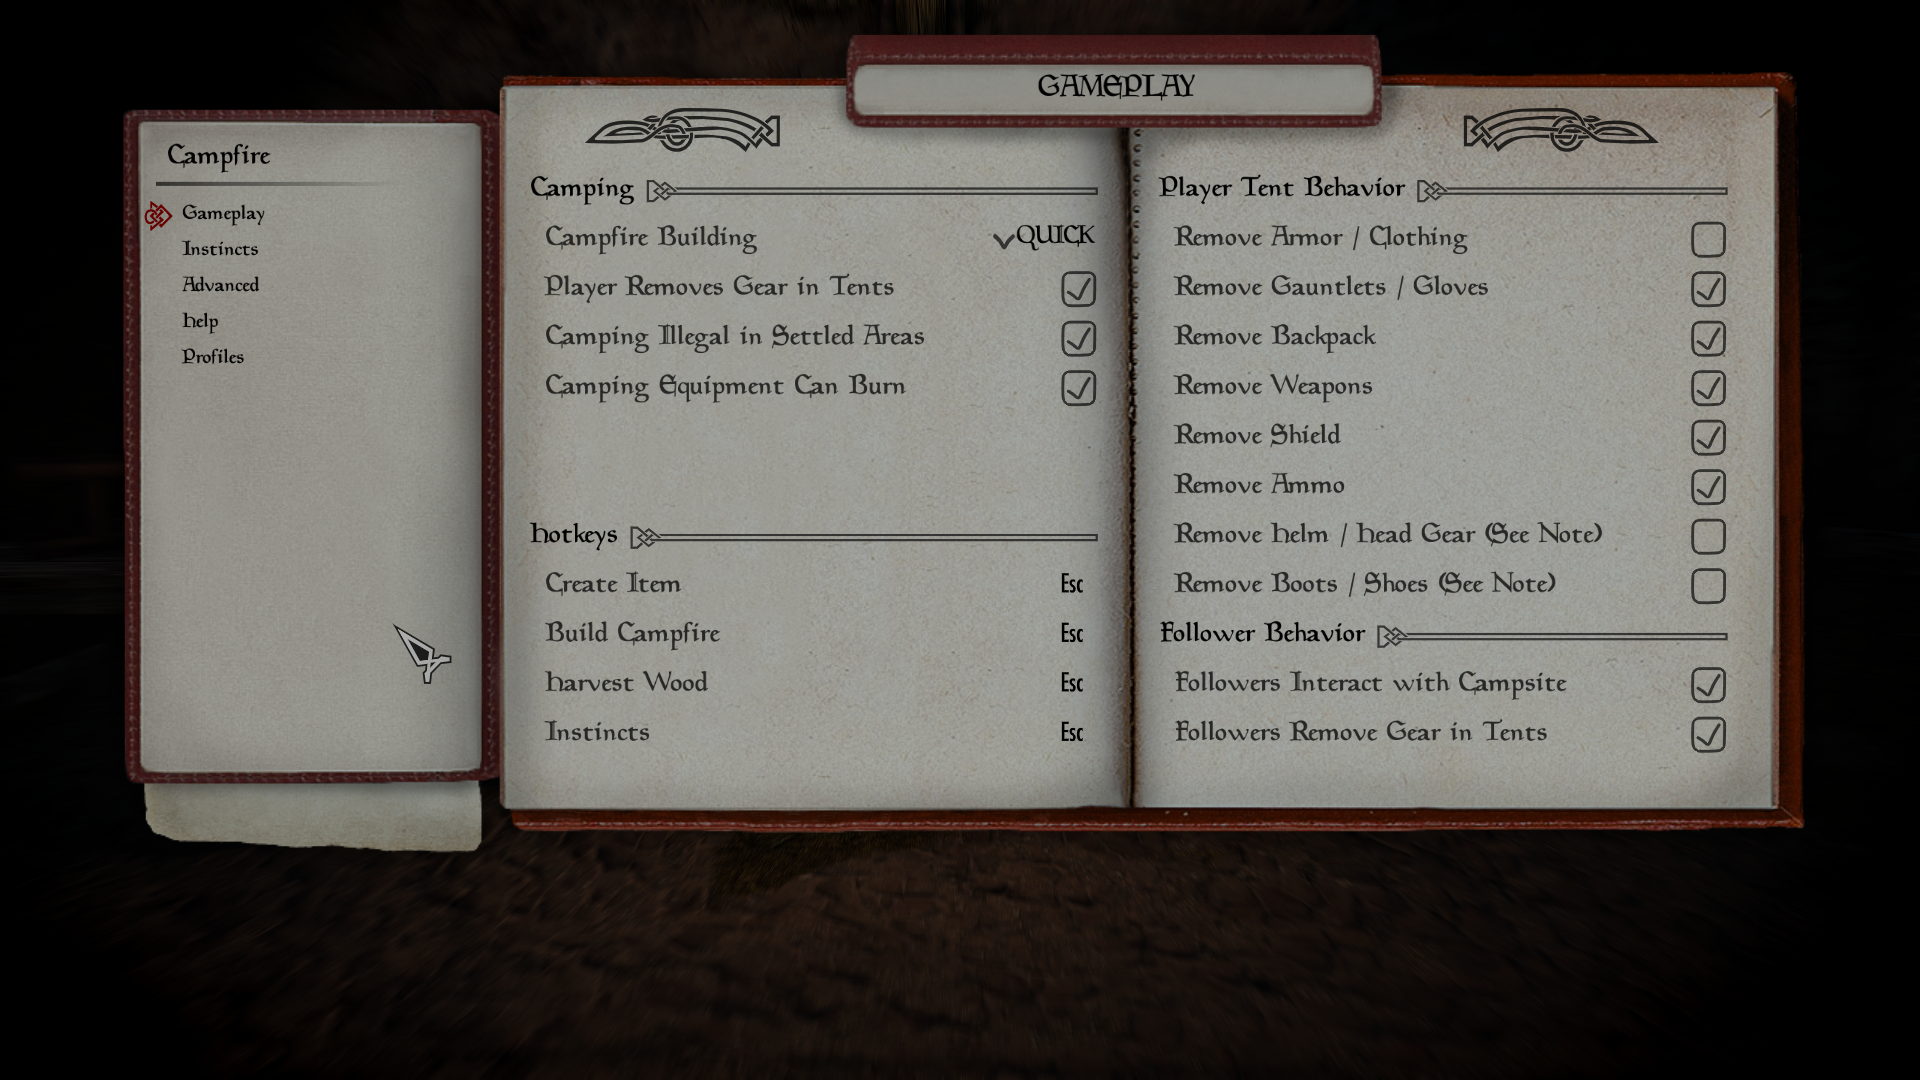 GAMEPLAY
Campfire
Gameplay
Instincts
Advanced
Help
Profiles
Camping
Campfire Building QUICK
Player Removes Gear in Tents
Camping Illegal in Settled Areas
Camping Equipment Can Burn
Hotkeys
Create Item Esc
Build Campfire Esc
Harvest Wood Esc
Instincts Esc
Player Tent Behavior
Remove Armor / Clothing
Remove Gauntlets / Gloves
Remove Backpack
Remove Weapons
Remove Shield
Remove Ammo
Remove Helm / Head Gear (See Note)
Remove Boots / Shoes (See Note)
Follower Behavior
Followers Interact with Campsite
Followers Remove Gear in Tents